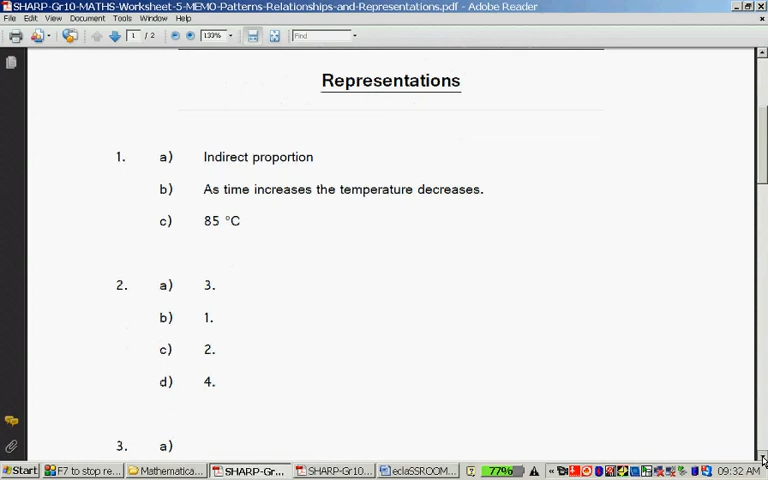 SHARP-Gr10-MATHS-Worksheet-5-MEMO-Patterns-Relationships-and-Representations.pdf - Adobe Reader
File Edit View Document Tools Window Help
1 / 2 133% Find
Representations
1. a) Indirect proportion
b) As time increases the temperature decreases.
c) 85 °C
2. a) 3.
b) 1.
c) 2.
d) 4.
3. a)
Start F7 to stop re... Mathematica... SHARP-Gr... SHARP-Gr10... eclaSSROOM... 77% « 09:32 AM